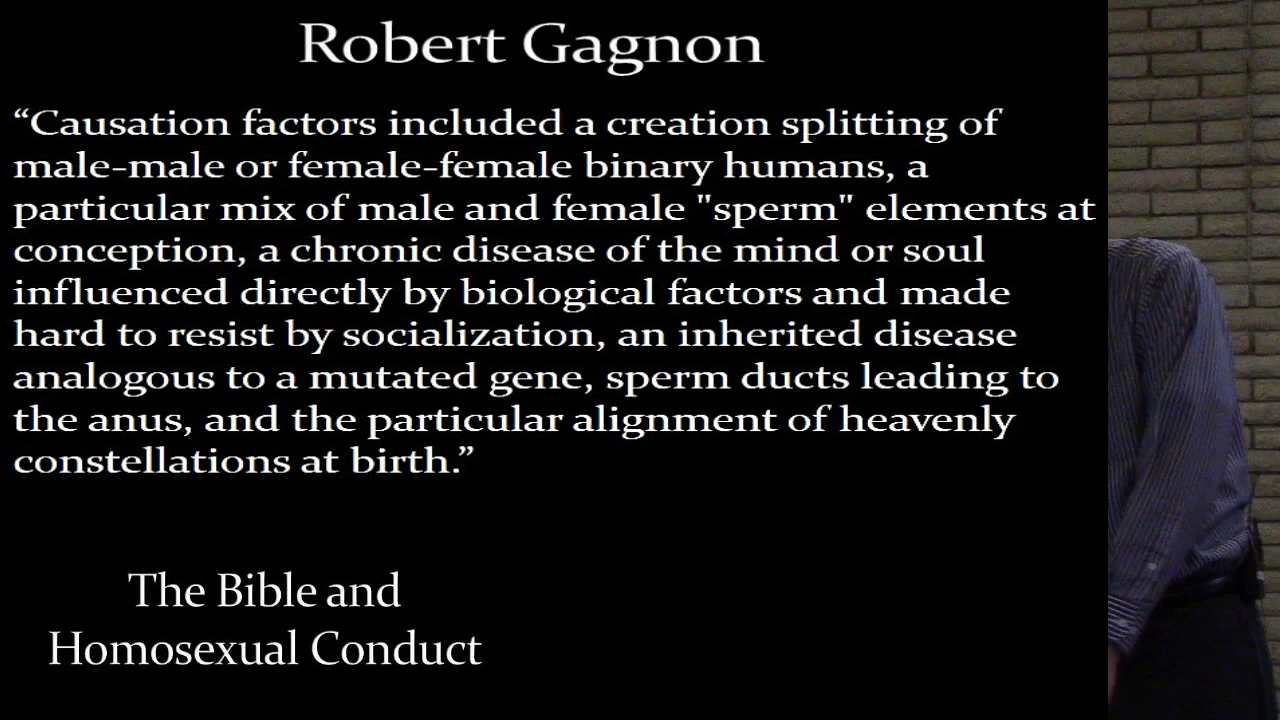 Robert Gagnon
“Causation factors included a creation splitting of
male-male or female-female binary humans, a
particular mix of male and female "sperm" elements at
conception, a chronic disease of the mind or soul
influenced directly by biological factors and made
hard to resist by socialization, an inherited disease
analogous to a mutated gene, sperm ducts leading to
the anus, and the particular alignment of heavenly
constellations at birth.”
The Bible and
Homosexual Conduct